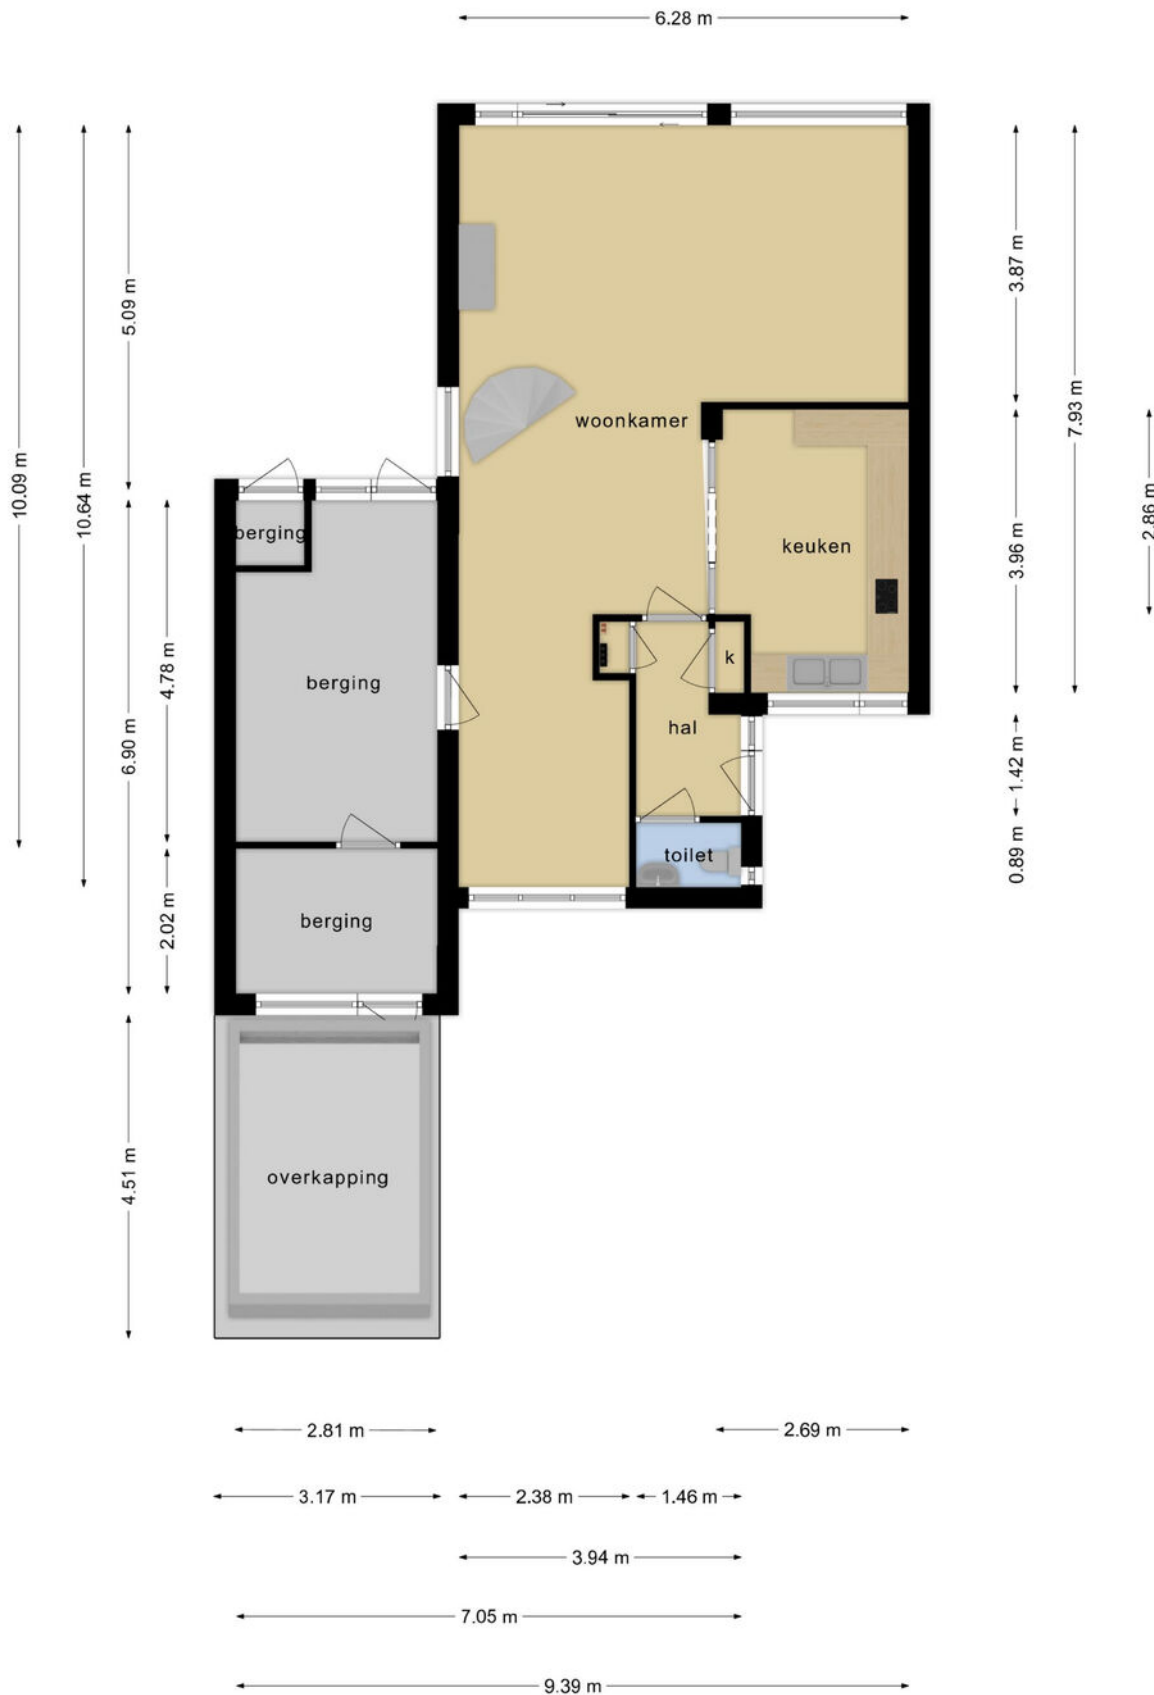 6.28 m
10.09 m
10.64 m
5.09 m
3.87 m
7.93 m
woonkamer
2.86 m
berging
keuken
3.96 m
berging
k
4.78 m
6.90 m
hal
1.42 m
toilet
0.89 m
berging
2.02 m
overkapping
4.51 m
2.81 m
2.69 m
3.17 m
2.38 m
1.46 m
3.94 m
7.05 m
9.39 m